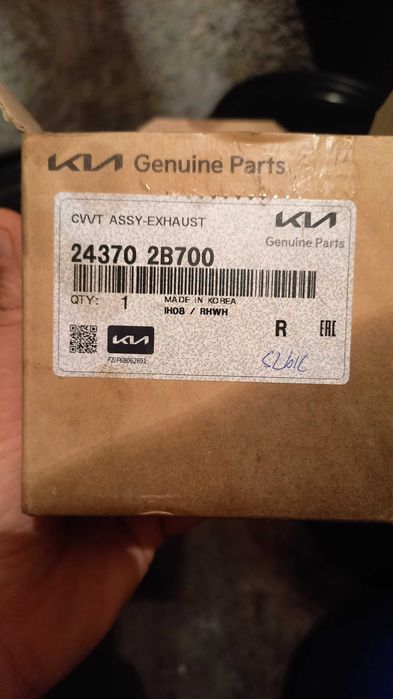 KIA Genuine Parts
CVVT ASSY-EXHAUST
KIA
Genuine Parts
24370 2B700
QTY: 1
MADE IN KOREA
IH08 / RHWH
R
EAC
KIA